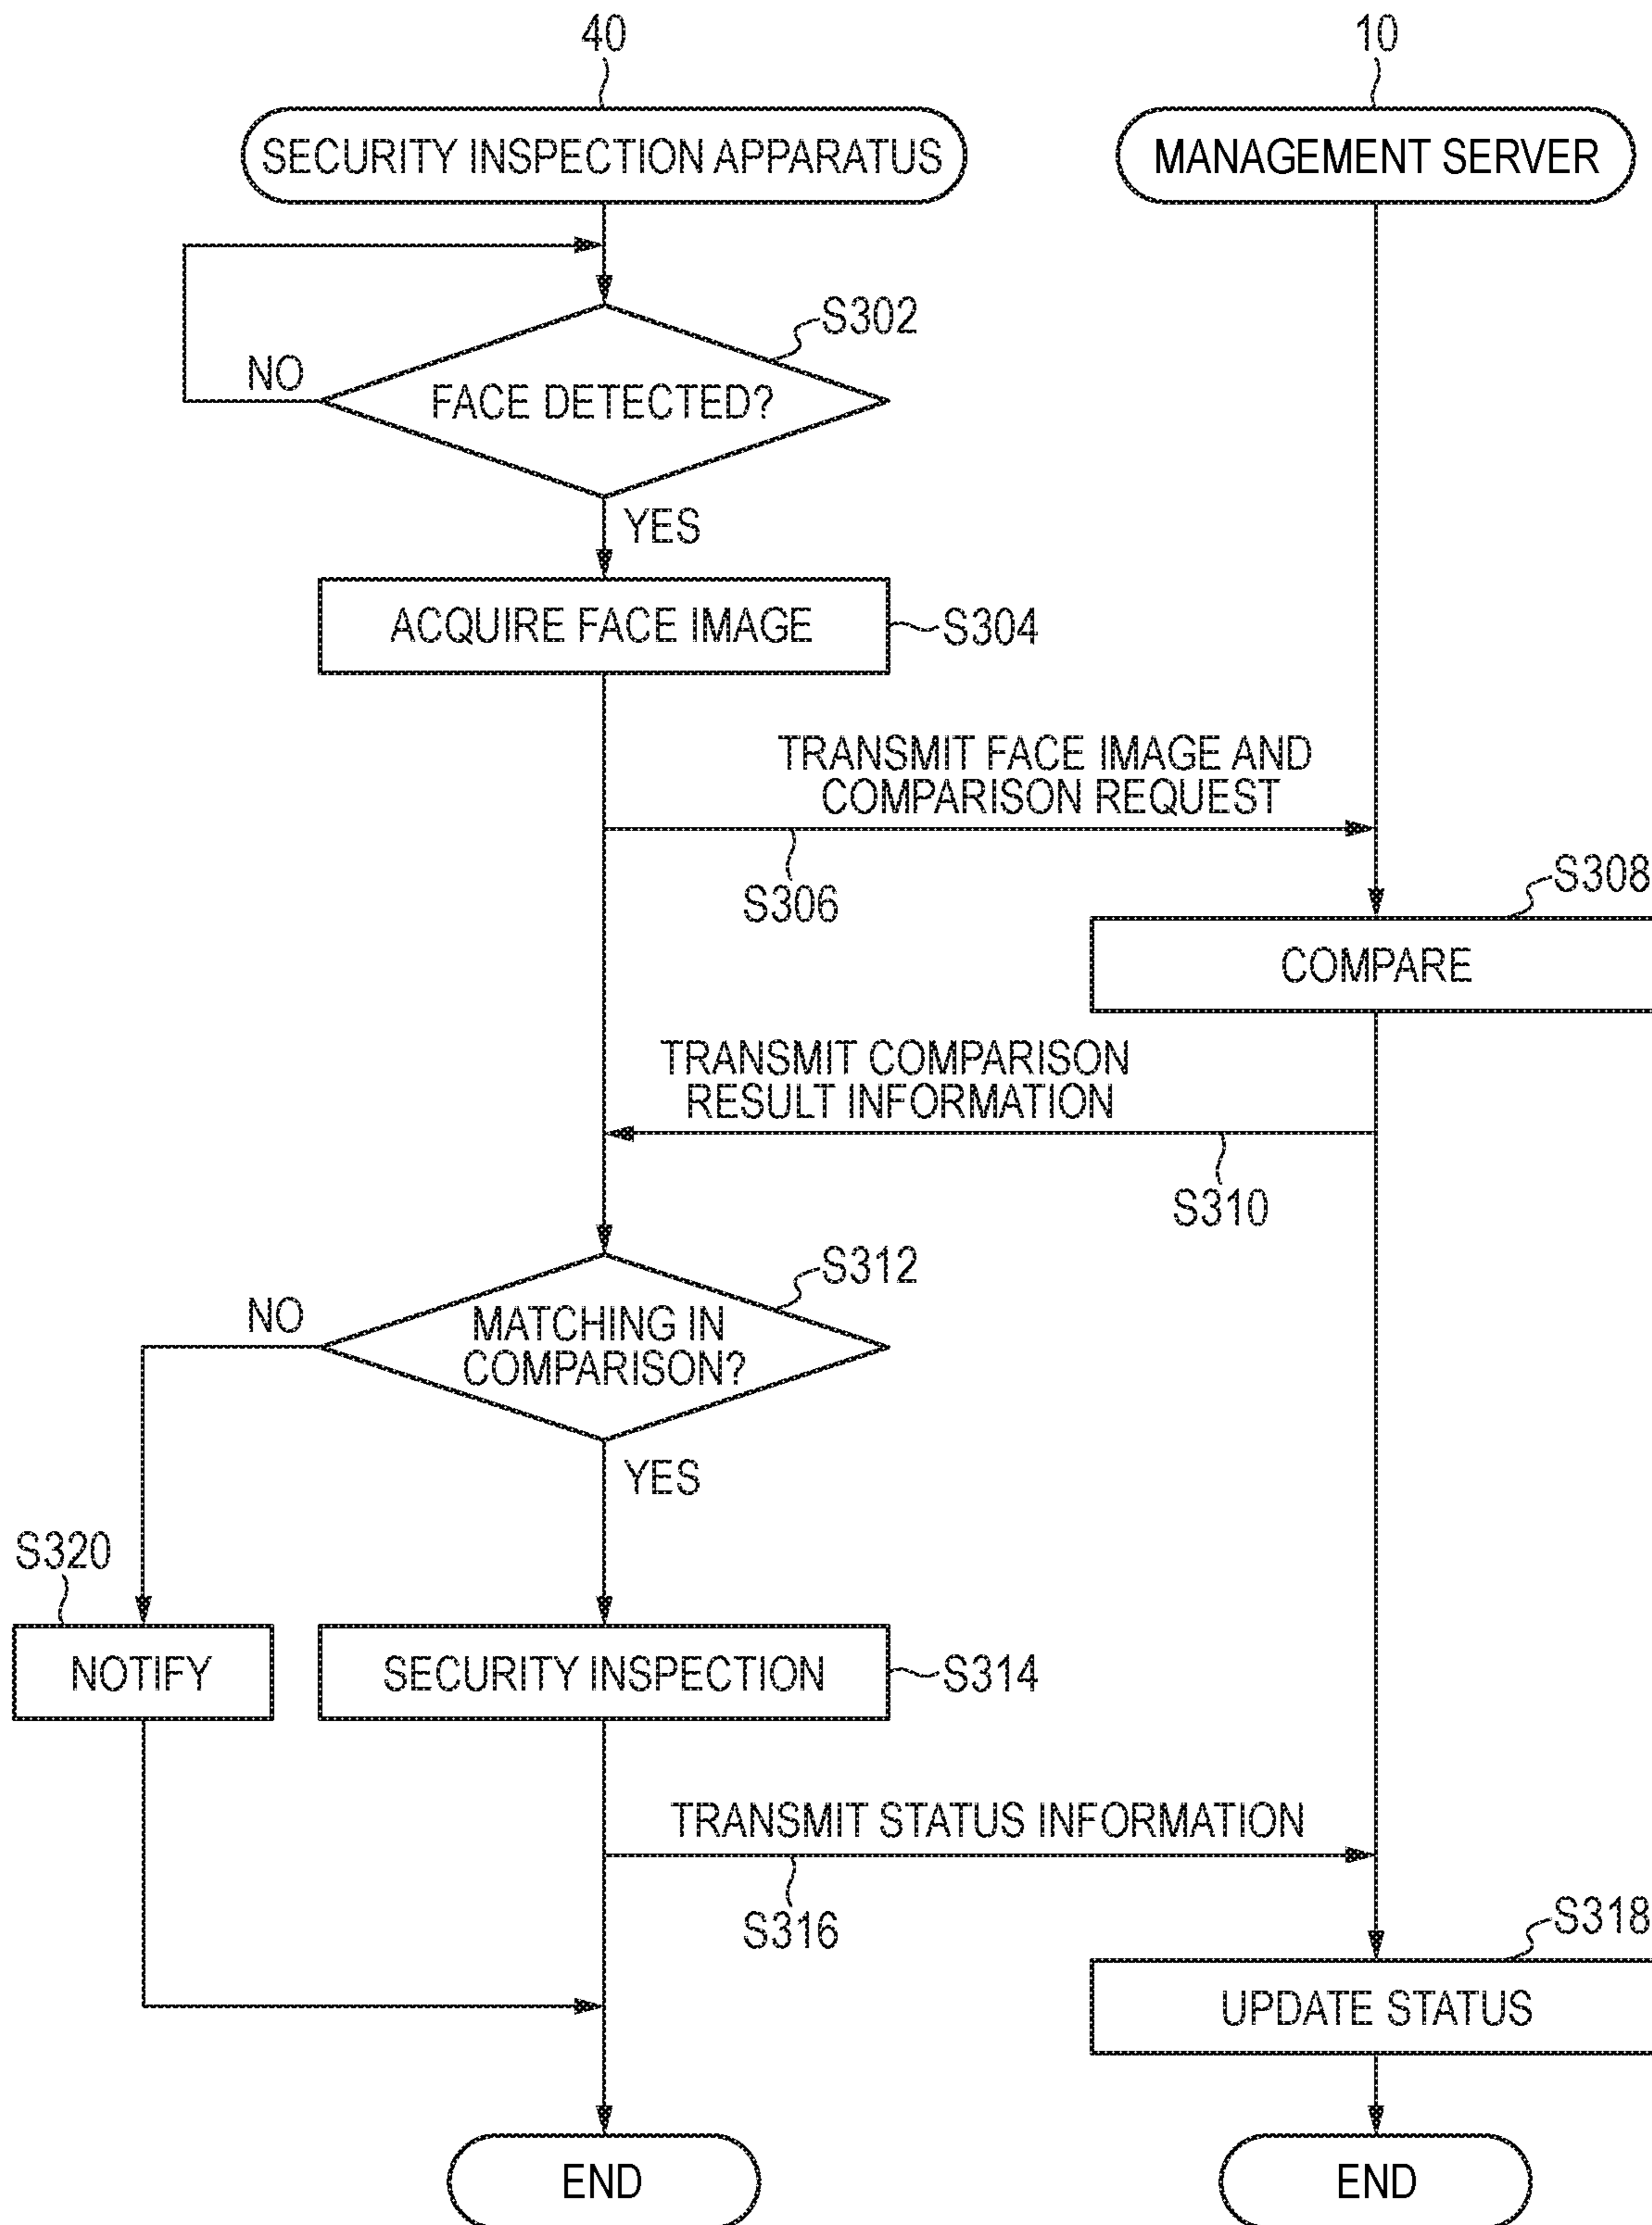 40
10
SECURITY INSPECTION APPARATUS
MANAGEMENT SERVER
S302
NO
FACE DETECTED?
YES
ACQUIRE FACE IMAGE
S304
TRANSMIT FACE IMAGE AND
COMPARISON REQUEST
S306
S308
COMPARE
TRANSMIT COMPARISON
RESULT INFORMATION
S310
S312
NO
MATCHING IN
COMPARISON?
YES
S320
NOTIFY
SECURITY INSPECTION
S314
TRANSMIT STATUS INFORMATION
S316
S318
UPDATE STATUS
END
END